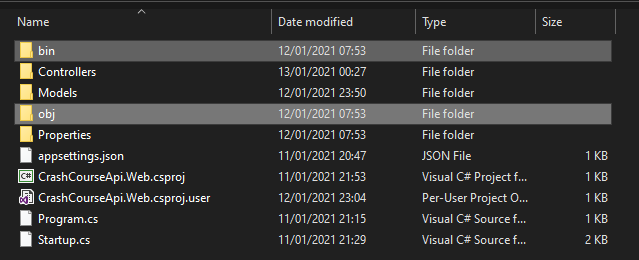 Name Date modified Type Size
bin 12/01/2021 07:53 File folder
Controllers 13/01/2021 00:27 File folder
Models 12/01/2021 23:50 File folder
obj 12/01/2021 07:53 File folder
Properties 12/01/2021 07:53 File folder
appsettings.json 11/01/2021 20:47 JSON File 1 KB
C# CrashCourseApi.Web.csproj 11/01/2021 21:53 Visual C# Project f... 1 KB
CrashCourseApi.Web.csproj.user 12/01/2021 23:04 Per-User Project O... 1 KB
Program.cs 11/01/2021 21:15 Visual C# Source f... 1 KB
Startup.cs 11/01/2021 21:29 Visual C# Source f... 2 KB